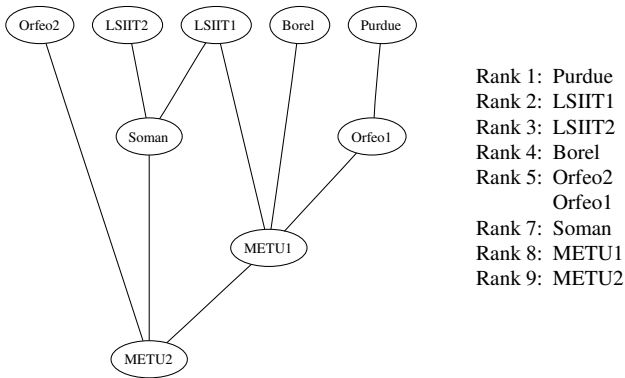 Orfeo2 LSIIT2 LSIIT1 Borel Purdue
Soman Orfeo1
METU1
METU2
Rank 1: Purdue
Rank 2: LSIIT1
Rank 3: LSIIT2
Rank 4: Borel
Rank 5: Orfeo2
Orfeo1
Rank 7: Soman
Rank 8: METU1
Rank 9: METU2